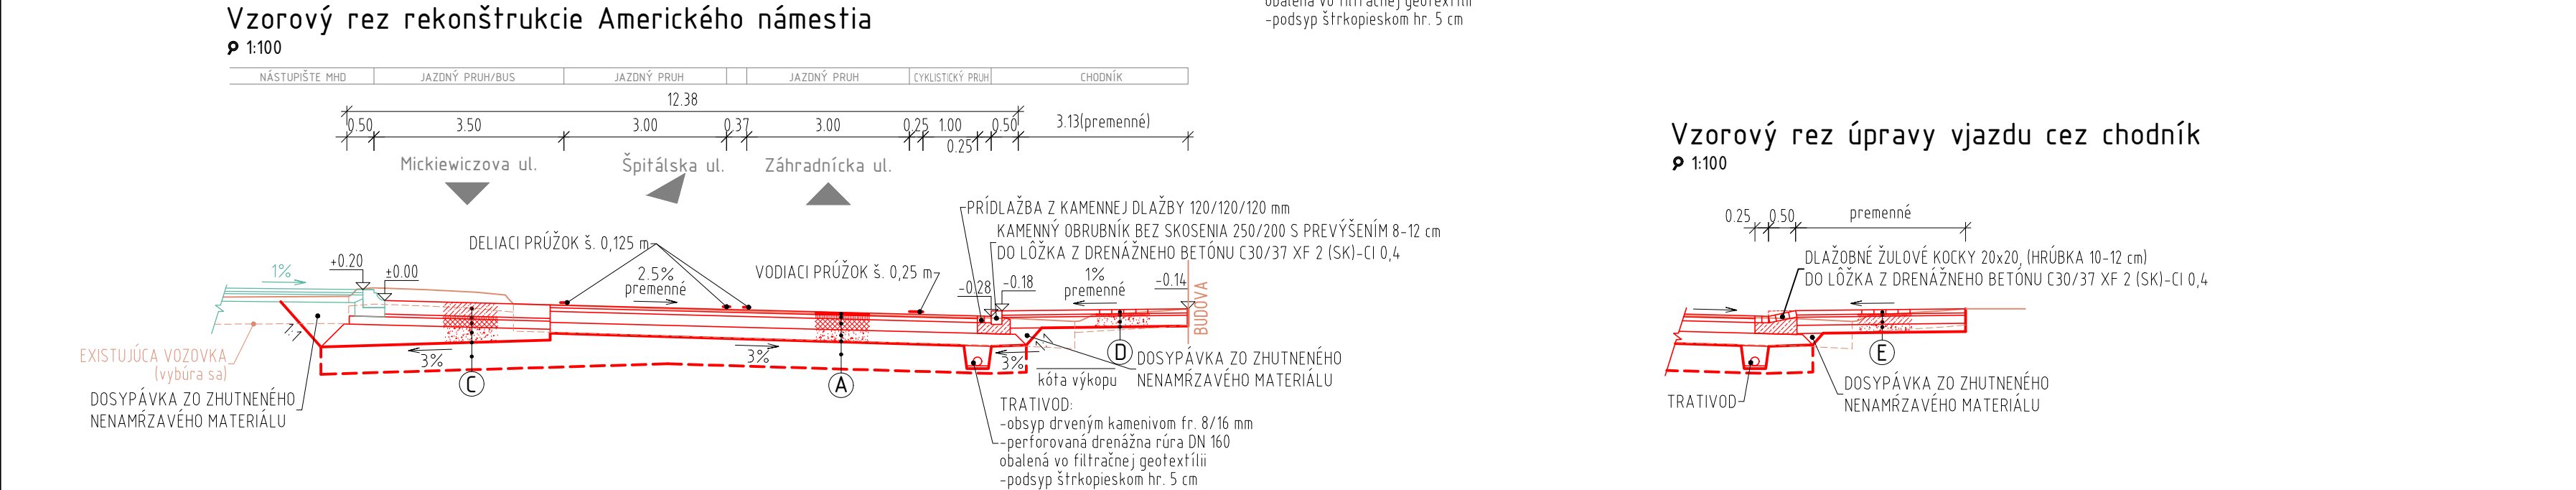 obalená vo filtračnej geotextílii
-podsyp štrkopieskom hr. 5 cm
Vzorový rez rekonštrukcie Amerického námestia
1:100
NÁSTUPIŠTE MHD
JAZDNÝ PRUH/BUS
JAZDNÝ PRUH
JAZDNÝ PRUH
CYKLISTICKÝ PRUH
CHODNÍK
12.38
0.50
3.50
3.00
0.37
3.00
0.25
1.00
0.25
0.50
3.13(premenné)
Mickiewiczova ul.
Špitálska ul.
Záhradnícka ul.
PRÍDLAŽBA Z KAMENNEJ DLAŽBY 120/120/120 mm
KAMENNÝ OBRUBNÍK BEZ SKOSENIA 250/200 S PREVÝŠENÍM 8-12 cm
DO LÔŽKA Z DRENÁŽNEHO BETÓNU C30/37 XF 2 (SK)-CI 0,4
DELIACI PRÚŽOK š. 0,125 m
VODIACI PRÚŽOK š. 0,25 m
1%
+0.20
±0.00
2.5%
premenné
-0.28
-0.18
1%
premenné
-0.14
BUDOVA
1:1
3%
3%
3%
1:1
C
A
D
EXISTUJÚCA VOZOVKA
(vybúra sa)
DOSYPÁVKA ZO ZHUTNENÉHO
NENAMŔZAVÉHO MATERIÁLU
kóta výkopu
DOSYPÁVKA ZO ZHUTNENÉHO
NENAMŔZAVÉHO MATERIÁLU
TRATIVOD:
-obsyp drveným kamenivom fr. 8/16 mm
-perforovaná drenážna rúra DN 160
obalená vo filtračnej geotextílii
-podsyp štrkopieskom hr. 5 cm
Vzorový rez úpravy vjazdu cez chodník
1:100
0.25
0.50
premenné
DLAŽOBNÉ ŽULOVÉ KOCKY 20x20, (HRÚBKA 10-12 cm)
DO LÔŽKA Z DRENÁŽNEHO BETÓNU C30/37 XF 2 (SK)-CI 0,4
E
TRATIVOD
DOSYPÁVKA ZO ZHUTNENÉHO
NENAMŔZAVÉHO MATERIÁLU